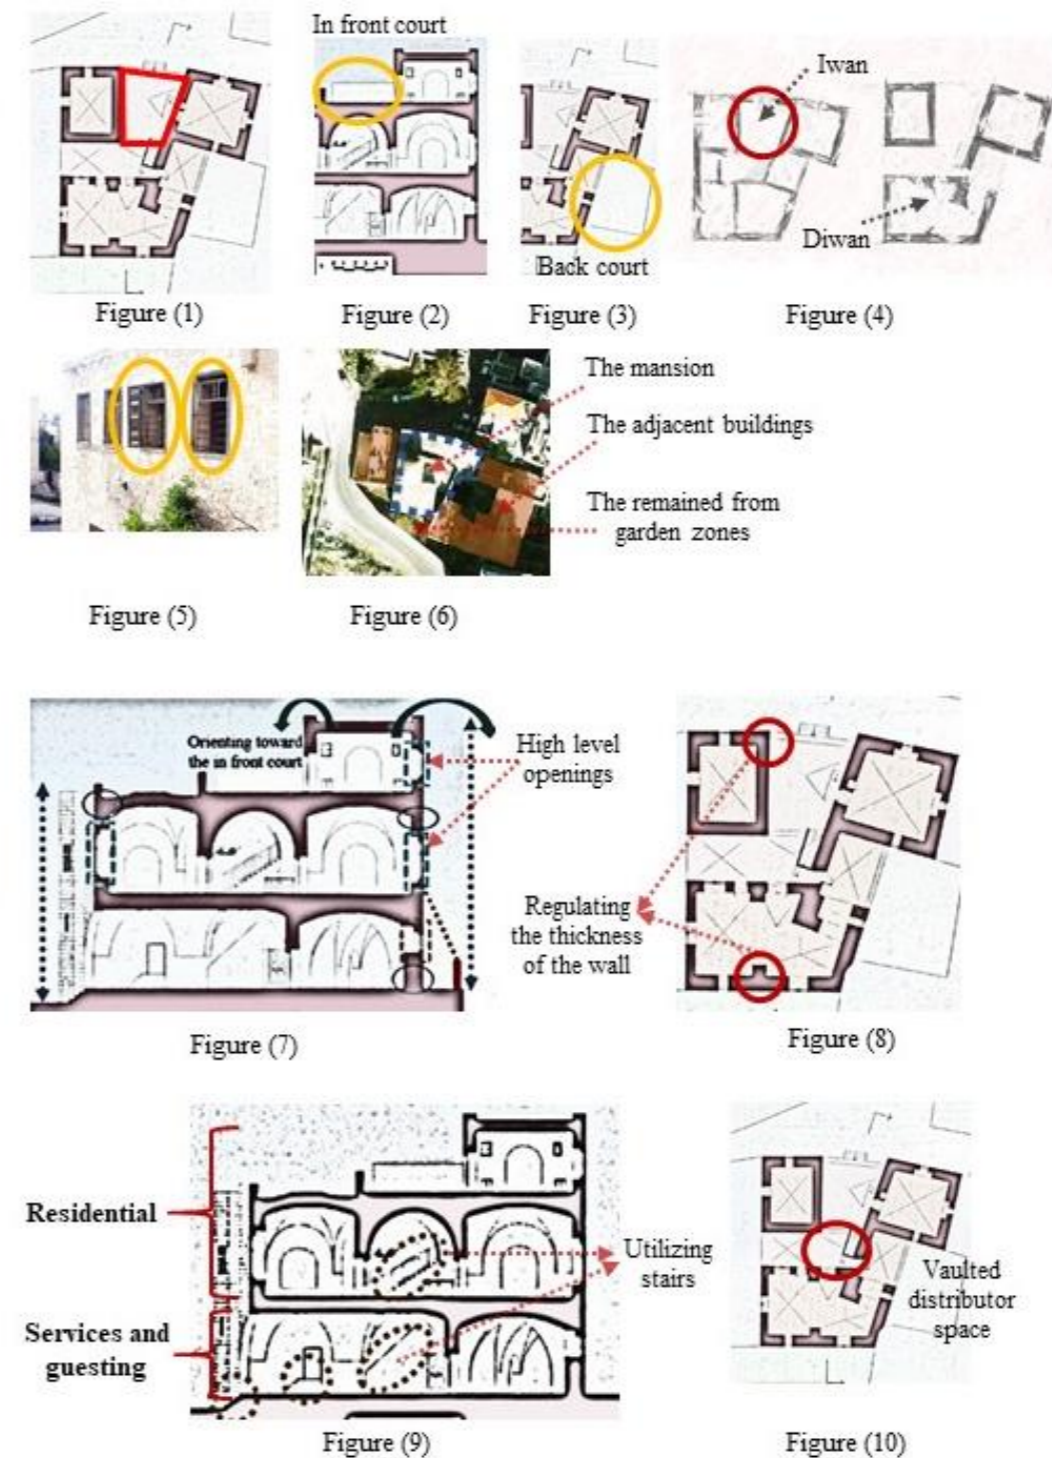 In front court
Iwan
Diwan
Back court
Figure (1)
Figure (2)
Figure (3)
Figure (4)
The mansion
The adjacent buildings
The remained from
garden zones
Figure (5)
Figure (6)
Orienting toward
the in front court
High level
openings
Regulating
the thickness
of the wall
Figure (7)
Figure (8)
Residential
Services and
guesting
Utilizing
stairs
Vaulted
distributor
space
Figure (9)
Figure (10)